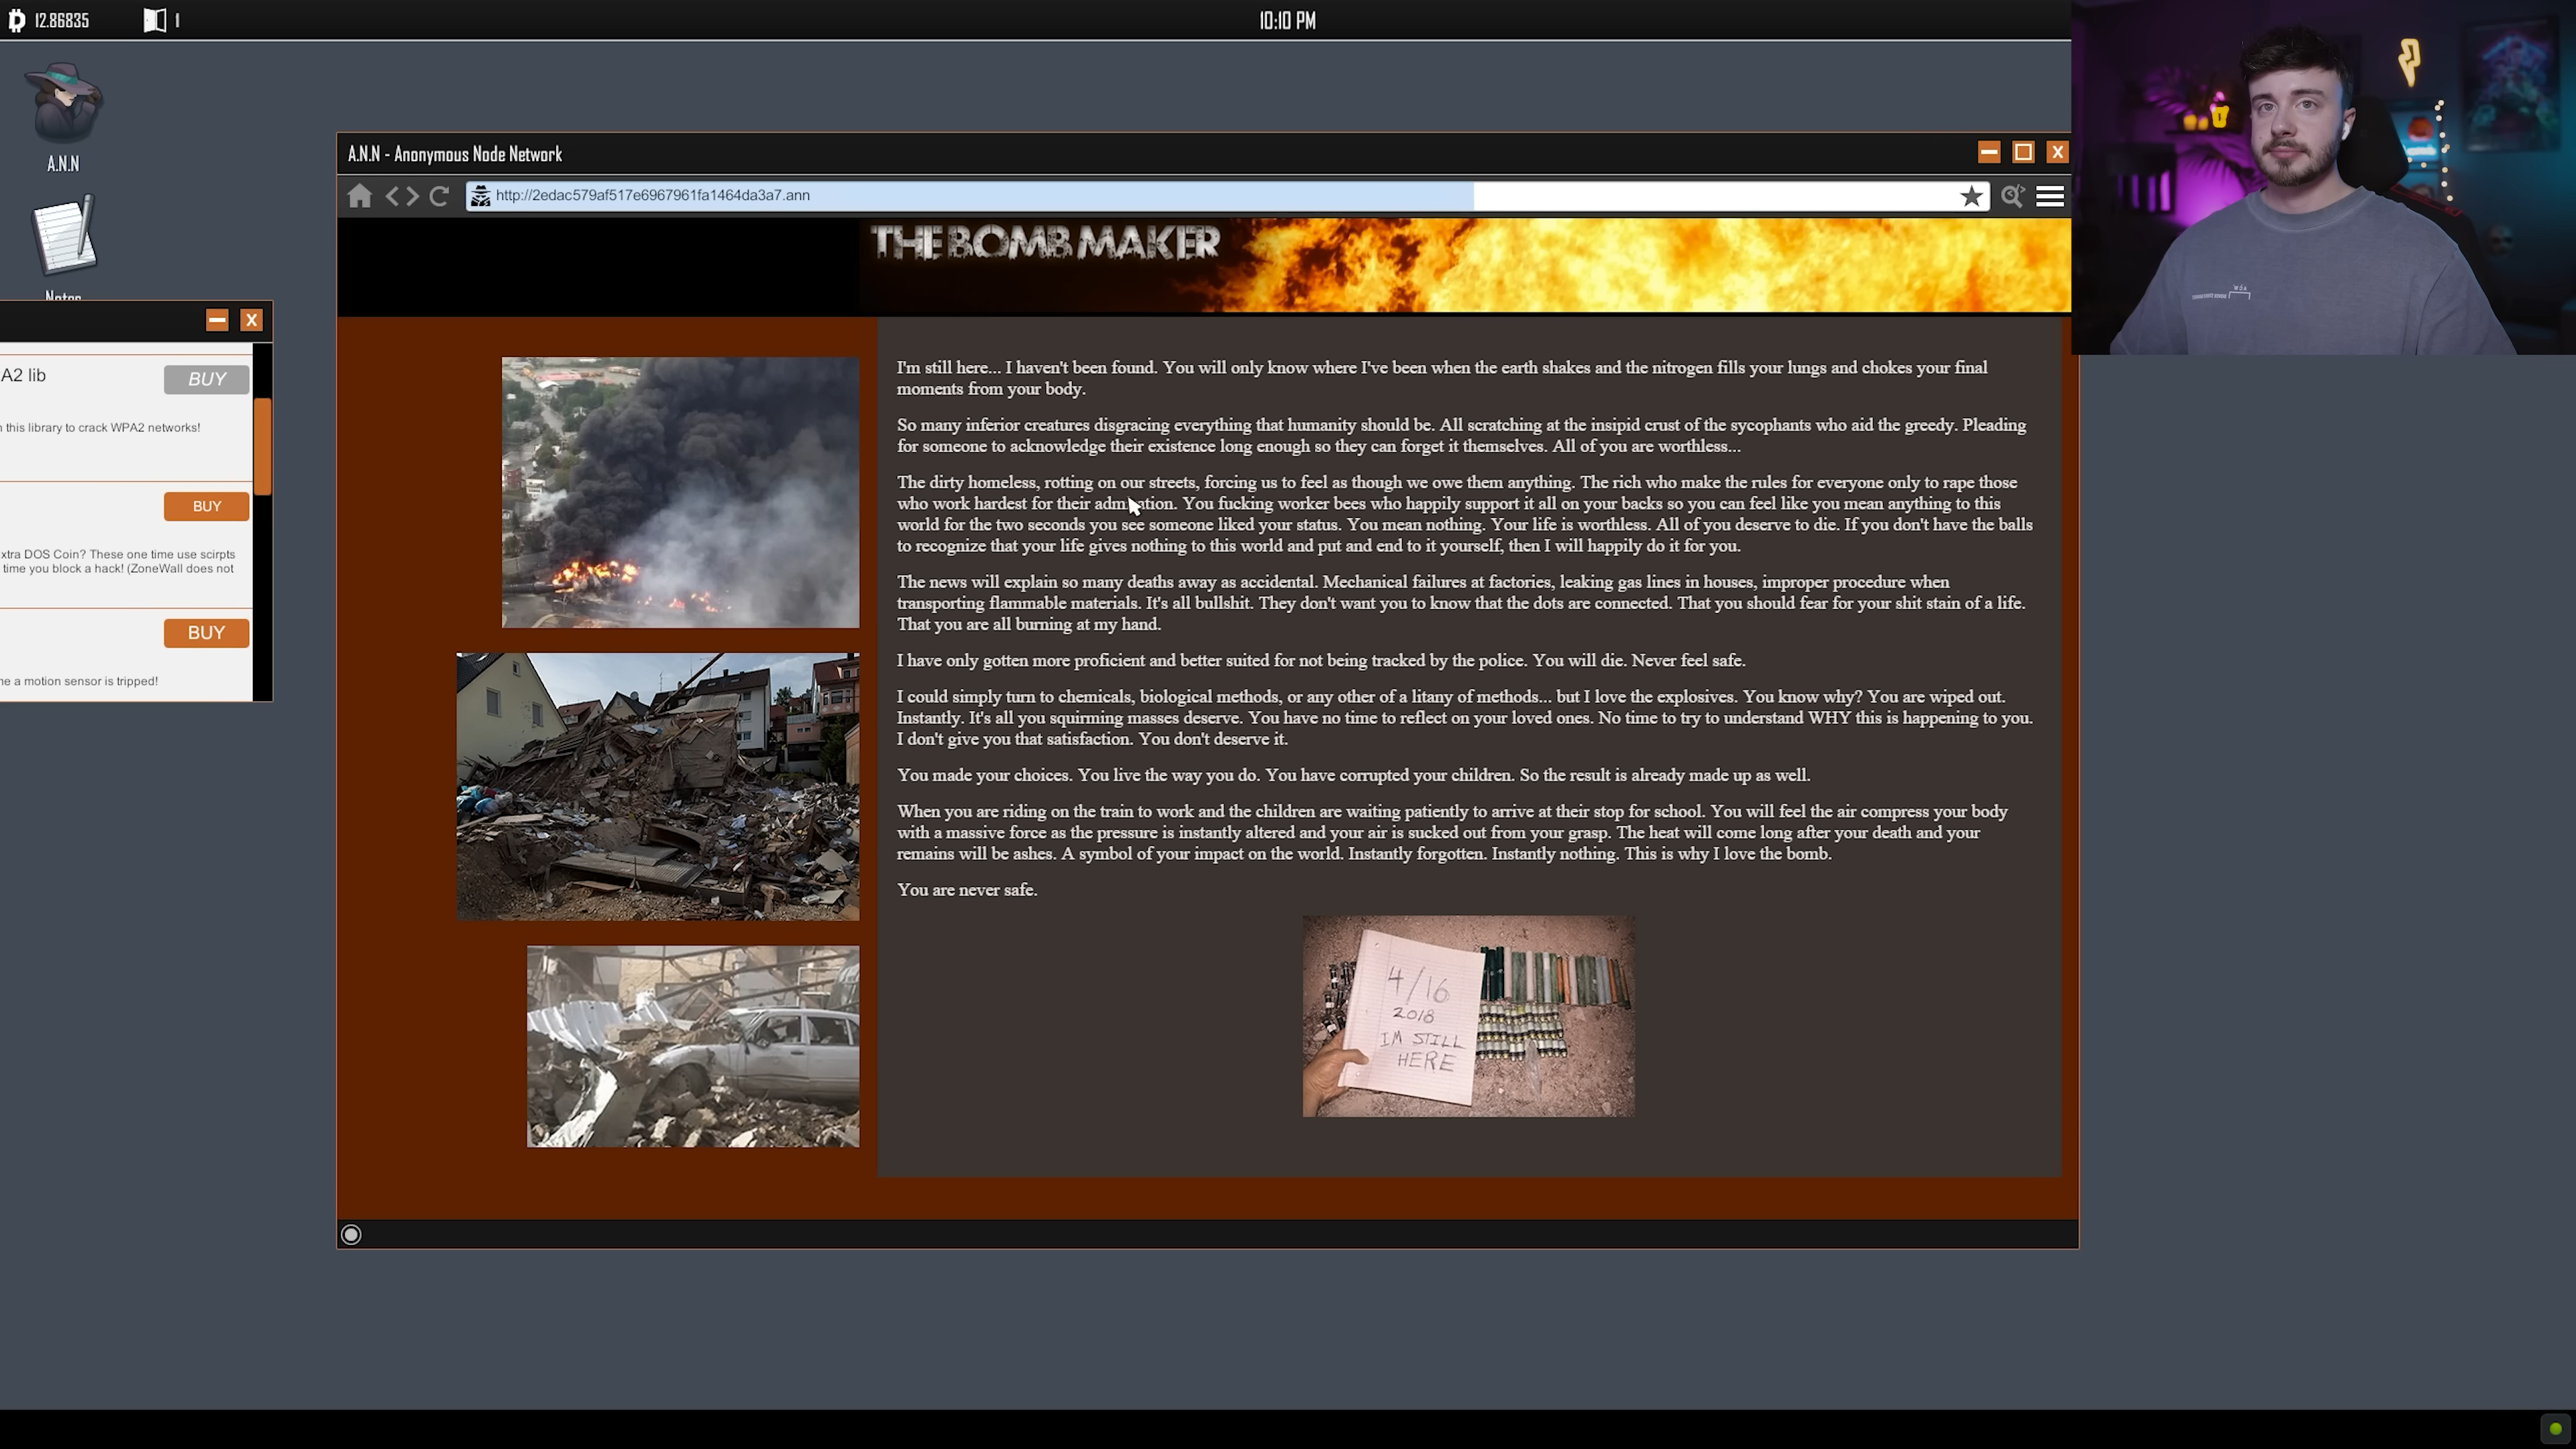 12.86835
1
10:10 PM
A.N.N
A.N.N - Anonymous Node Network
http://2edac579af517e6967961fa1464da3a7.ann
THE BOMB MAKER
A2 lib
BUY
this library to crack WPA2 networks!
BUY
xtra DOS Coin? These one time use scirpts
time you block a hack! (ZoneWall does not
BUY
a motion sensor is tripped!
I'm still here... I haven't been found. You will only know where I've been when the earth shakes and the nitrogen fills your lungs and chokes your final
moments from your body.
So many inferior creatures disgracing everything that humanity should be. All scratching at the insipid crust of the sycophants who aid the greedy. Pleading
for someone to acknowledge their existence long enough so they can forget it themselves. All of you are worthless...
The dirty homeless, rotting on our streets, forcing us to feel as though we owe them anything. The rich who make the rules for everyone only to rape those
who work hardest for their admiration. You fucking worker bees who happily support it all on your backs so you can feel like you mean anything to this
world for the two seconds you see someone liked your status. You mean nothing. Your life is worthless. All of you deserve to die. If you don't have the balls
to recognize that your life gives nothing to this world and put and end to it yourself, then I will happily do it for you.
The news will explain so many deaths away as accidental. Mechanical failures at factories, leaking gas lines in houses, improper procedure when
transporting flammable materials. It's all bullshit. They don't want you to know that the dots are connected. That you should fear for your shit stain of a life.
That you are all burning at my hand.
I have only gotten more proficient and better suited for not being tracked by the police. You will die. Never feel safe.
I could simply turn to chemicals, biological methods, or any other of a litany of methods... but I love the explosives. You know why? You are wiped out.
Instantly. It's all you squirming masses deserve. You have no time to reflect on your loved ones. No time to try to understand WHY this is happening to you.
I don't give you that satisfaction. You don't deserve it.
You made your choices. You live the way you do. You have corrupted your children. So the result is already made up as well.
When you are riding on the train to work and the children are waiting patiently to arrive at their stop for school. You will feel the air compress your body
with a massive force as the pressure is instantly altered and your air is sucked out from your grasp. The heat will come long after your death and your
remains will be ashes. A symbol of your impact on the world. Instantly forgotten. Instantly nothing. This is why I love the bomb.
You are never safe.
4/16
2018
IM STILL
HERE